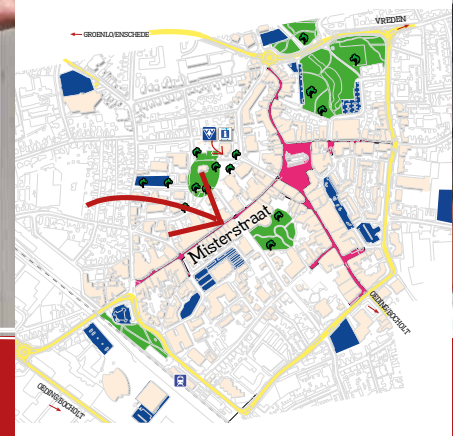 VREDEN
GROENLO/ENSCHEDE
i
Misterstraat
OEDING/BOCHOLT
OEDING/BOCHOLT